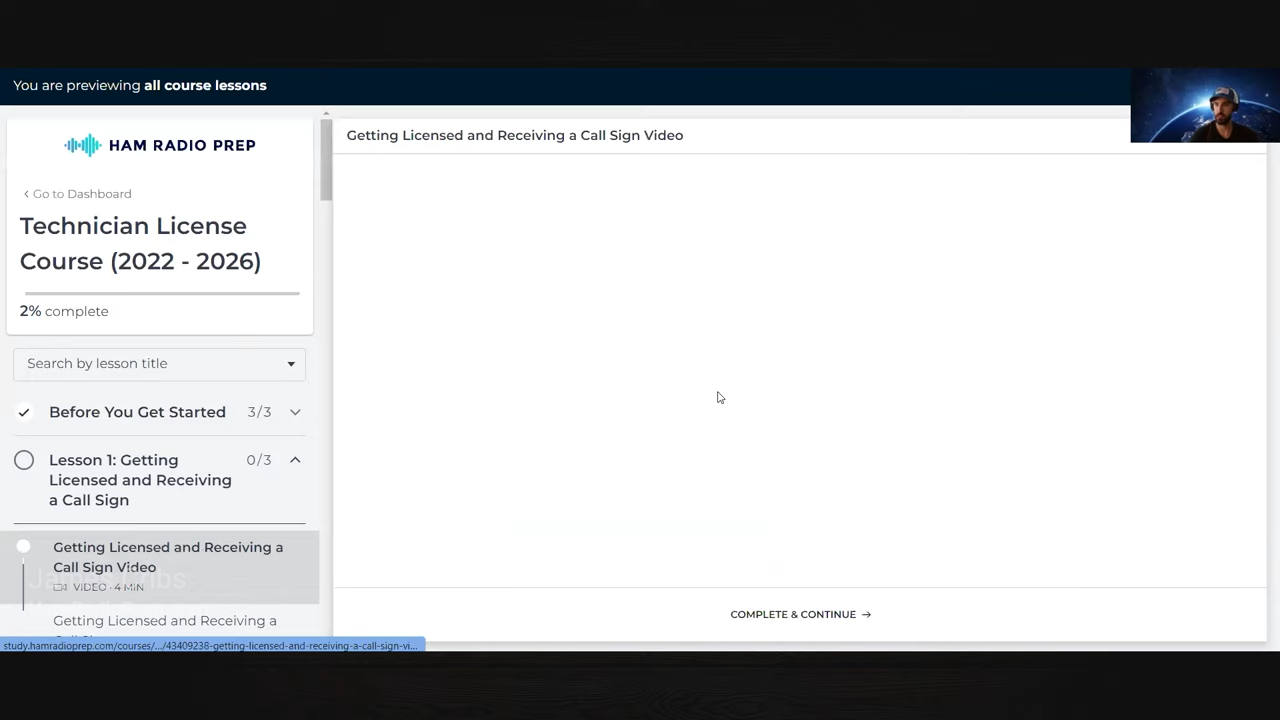 You are previewing all course lessons
HAM RADIO PREP
Go to Dashboard
Technician License
Course (2022 - 2026)
2% complete
Search by lesson title
Before You Get Started 3/3
Lesson 1: Getting
Licensed and Receiving
a Call Sign
0/3
Getting Licensed and Receiving a
Call Sign Video
VIDEO · 4 MIN
Getting Licensed and Receiving a
study.hamradioprep.com/courses/.../43409238-getting-licensed-and-receiving-a-call-sign-vi...
Getting Licensed and Receiving a Call Sign Video
COMPLETE & CONTINUE →